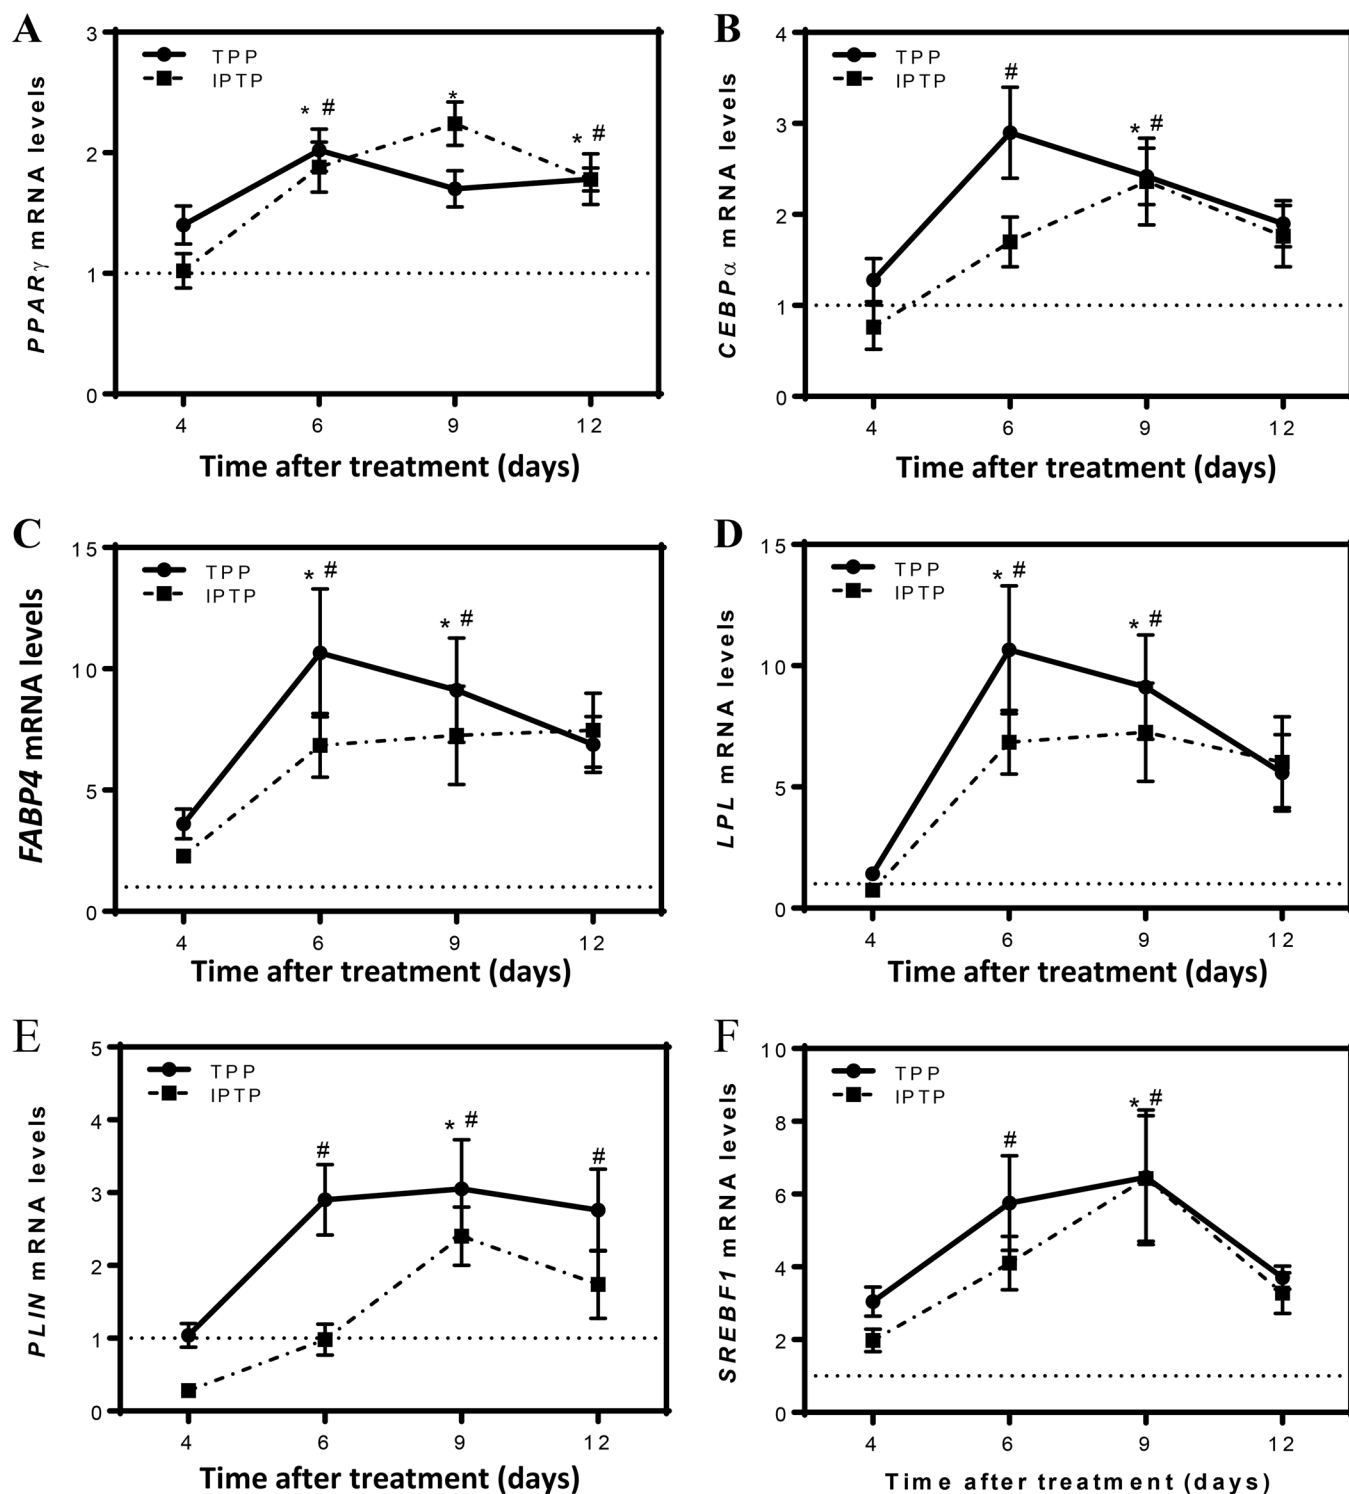 A
PPARγ mRNA levels
3
2
1
0
TPP
IPTP
* #
*
* #
4 6 9 12
Time after treatment (days)
B
CEBPα mRNA levels
4
3
2
1
0
TPP
IPTP
#
* #
4 6 9 12
Time after treatment (days)
C
FABP4 mRNA levels
15
10
5
0
TPP
IPTP
* #
* #
4 6 9 12
Time after treatment (days)
D
LPL mRNA levels
15
10
5
0
TPP
IPTP
* #
* #
4 6 9 12
Time after treatment (days)
E
PLIN mRNA levels
5
4
3
2
1
0
TPP
IPTP
#
* #
#
4 6 9 12
Time after treatment (days)
F
SREBF1 mRNA levels
10
8
6
4
2
0
TPP
IPTP
#
* #
4 6 9 12
Time after treatment (days)